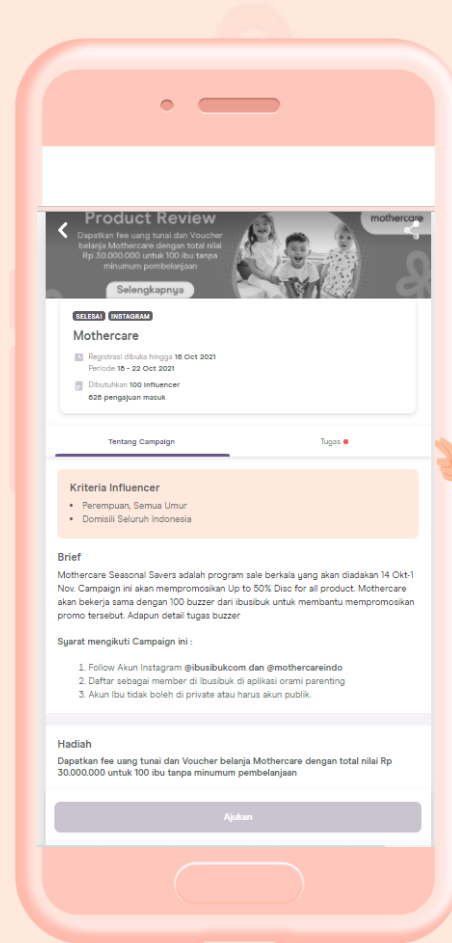 Product Review
mothercare
Dapatkan fee uang tunai dan Voucher
belanja Mothercare dengan total nilai
Rp 30.000.000 untuk 100 ibu tanpa
minumum pembelanjaan
Selengkapnya
SELESAI INSTAGRAM
Mothercare
Registrasi dibuka hingga 16 Oct 2021
Periode 16 - 22 Oct 2021
Dibutuhkan 100 Influencer
628 pengajuan masuk
Tentang Campaign
Tugas
Kriteria Influencer
• Perempuan, Semua Umur
• Domisili Seluruh Indonesia
Brief
Mothercare Seasonal Savers adalah program sale berkala yang akan diadakan 14 Okt-1
Nov. Campaign ini akan mempromosikan Up to 50% Disc for all product. Mothercare
akan bekerja sama dengan 100 buzzer dari ibusibuk untuk membantu mempromosikan
promo tersebut. Adapun detail tugas buzzer
Syarat mengikuti Campaign ini :
1. Follow Akun Instagram @ibusibukcom dan @mothercareindo
2. Daftar sebagai member di Ibusibuk di aplikasi orami parenting
3. Akun Ibu tidak boleh di private atau harus akun publik.
Hadiah
Dapatkan fee uang tunai dan Voucher belanja Mothercare dengan total nilai Rp
30.000.000 untuk 100 ibu tanpa minumum pembelanjaan
Ajukan